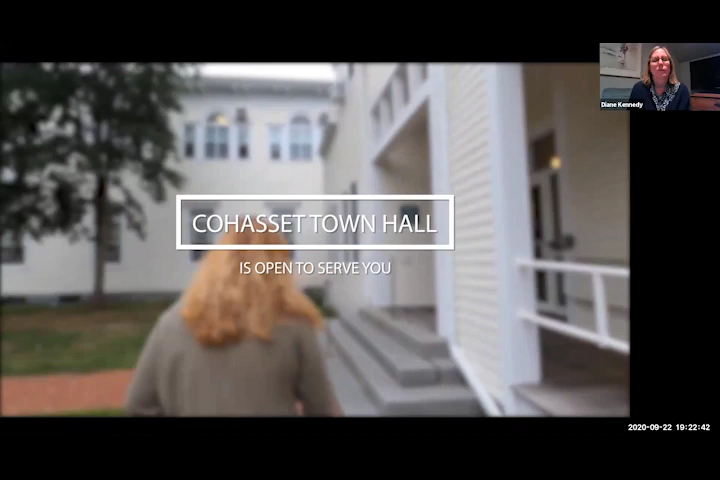 Diane Kennedy
COHASSET TOWN HALL
IS OPEN TO SERVE YOU
2020-09-22 19:22:42